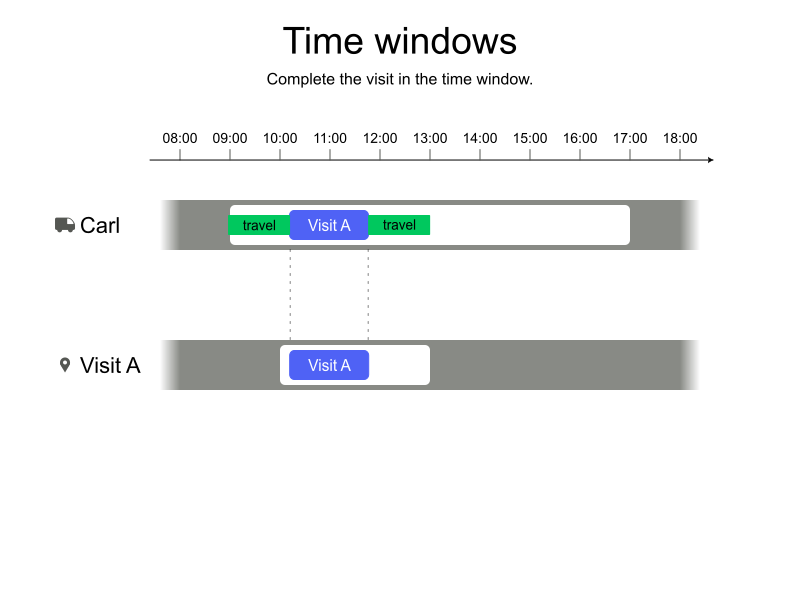 Time windows
Complete the visit in the time window.
08:00 09:00 10:00 11:00 12:00 13:00 14:00 15:00 16:00 17:00 18:00
Carl travel Visit A travel
Visit A Visit A